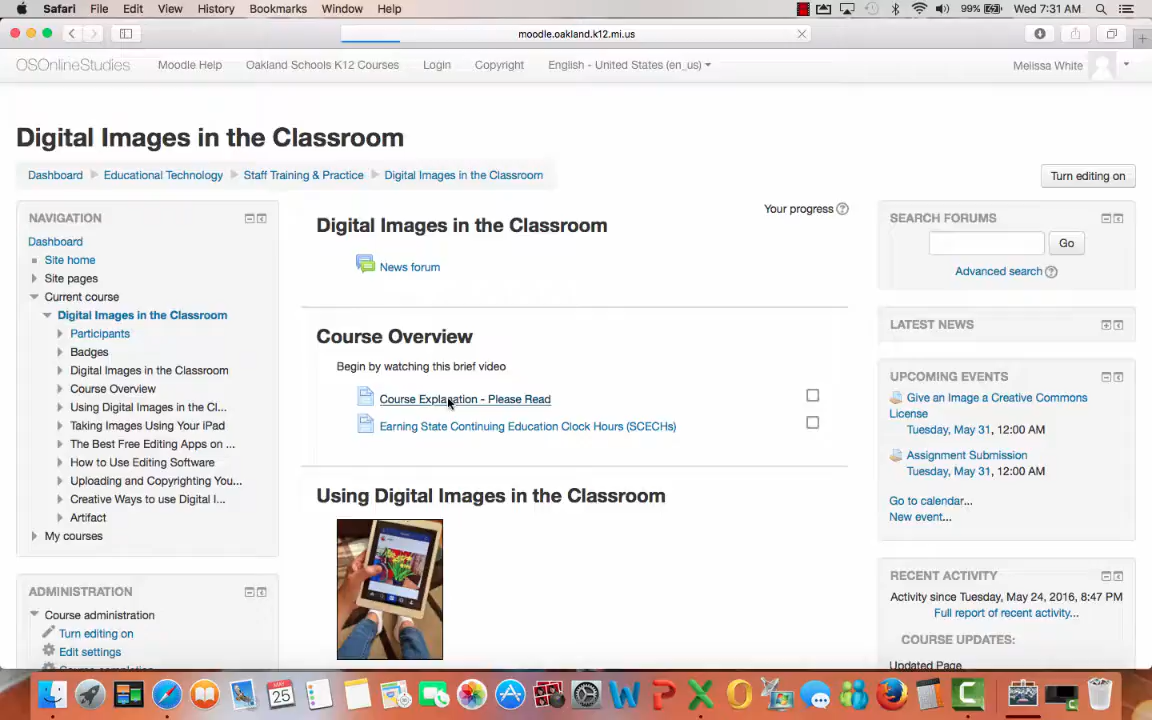 Safari File Edit View History Bookmarks Window Help 99% Wed 7:31 AM
moodle.oakland.k12.mi.us
OSOnlineStudies Moodle Help Oakland Schools K12 Courses Login Copyright English - United States (en_us) Melissa White
Digital Images in the Classroom
Dashboard Educational Technology Staff Training & Practice Digital Images in the Classroom Turn editing on
NAVIGATION
Dashboard
Site home
Site pages
Current course
Digital Images in the Classroom
Participants
Badges
Digital Images in the Classroom
Course Overview
Using Digital Images in the Cl...
Taking Images Using Your iPad
The Best Free Editing Apps on ...
How to Use Editing Software
Uploading and Copyrighting You...
Creative Ways to use Digital I...
Artifact
My courses
ADMINISTRATION
Course administration
Turn editing on
Edit settings
Course completion
Your progress
Digital Images in the Classroom
News forum
Course Overview
Begin by watching this brief video
Course Explanation - Please Read
Earning State Continuing Education Clock Hours (SCECHs)
Using Digital Images in the Classroom
SEARCH FORUMS
Go
Advanced search
LATEST NEWS
UPCOMING EVENTS
Give an Image a Creative Commons
License
Tuesday, May 31, 12:00 AM
Assignment Submission
Tuesday, May 31, 12:00 AM
Go to calendar...
New event...
RECENT ACTIVITY
Activity since Tuesday, May 24, 2016, 8:47 PM
Full report of recent activity...
COURSE UPDATES:
Updated Page
25